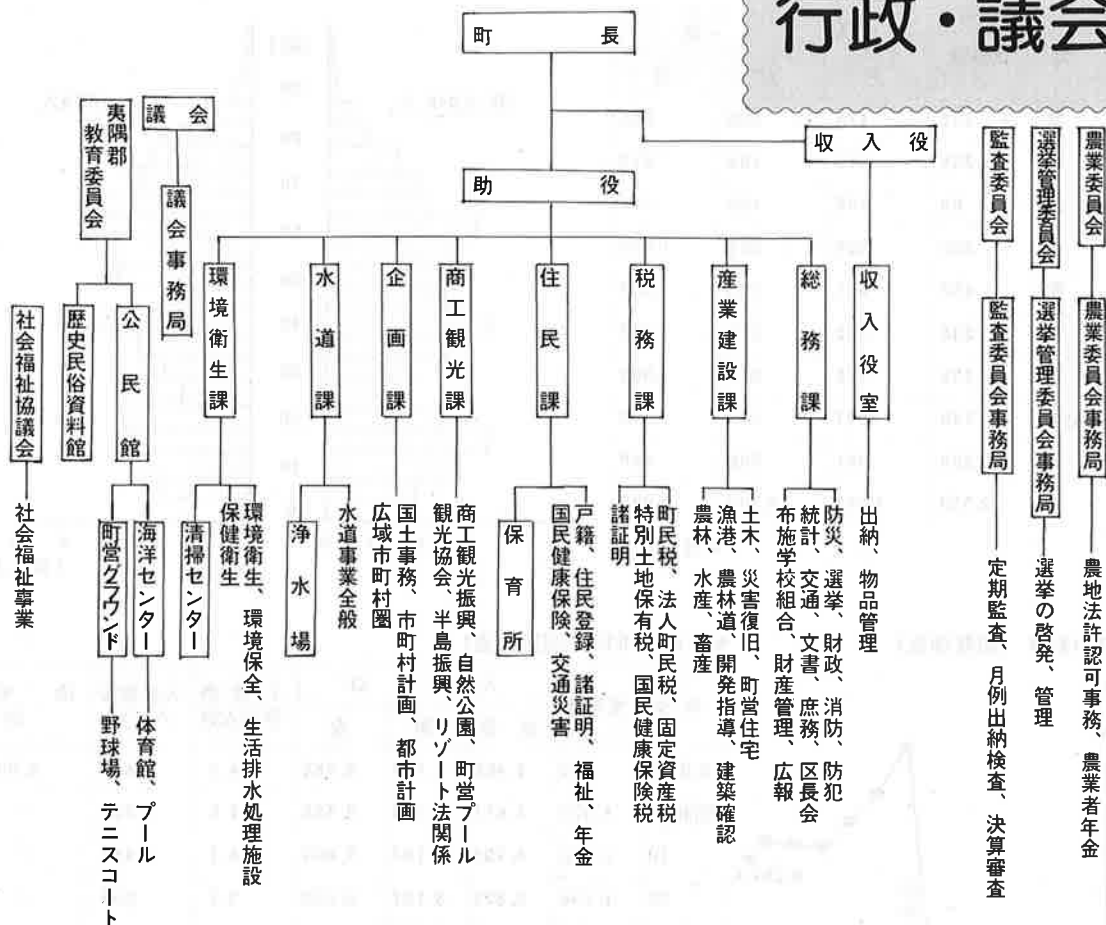 行政・議会
町長
助役
収入役
夷隅郡
教育委員会
議会
議会事務局
監査委員会
選挙管理委員会
農業委員会
社会福祉協議会
歴史民俗資料館
公民館
環境衛生課
水道課
企画課
商工観光課
住民課
税務課
産業建設課
総務課
収入役室
監査委員会事務局
選挙管理委員会事務局
農業委員会事務局
社会福祉事業
町営グラウンド
野球場、テニスコート
海洋センター
体育館、プール
清掃センター
環境衛生、環境保全、生活排水処理施設
保健衛生
浄水場
水道事業全般
国土事務、市町村計画、都市計画
広域市町村圏
商工観光振興、自然公園、町営プール
観光協会、半島振興、リゾート法関係
保育所
戸籍、住民登録、諸証明、福祉、年金
国民健康保険、交通災害
町民税、法人町民税、固定資産税
特別土地保有税、国民健康保険税
諸証明
土木、災害復旧、町営住宅
漁港、農林道、開発指導、建築確認
農林、水産、畜産
防災、選挙、財政、消防、防犯
統計、交通、文書、庶務、区長会
布施学校組合、財産管理、広報
出納、物品管理
定期監査、月例出納検査、決算審査
選挙の啓発、管理
農地法許認可事務、農業者年金